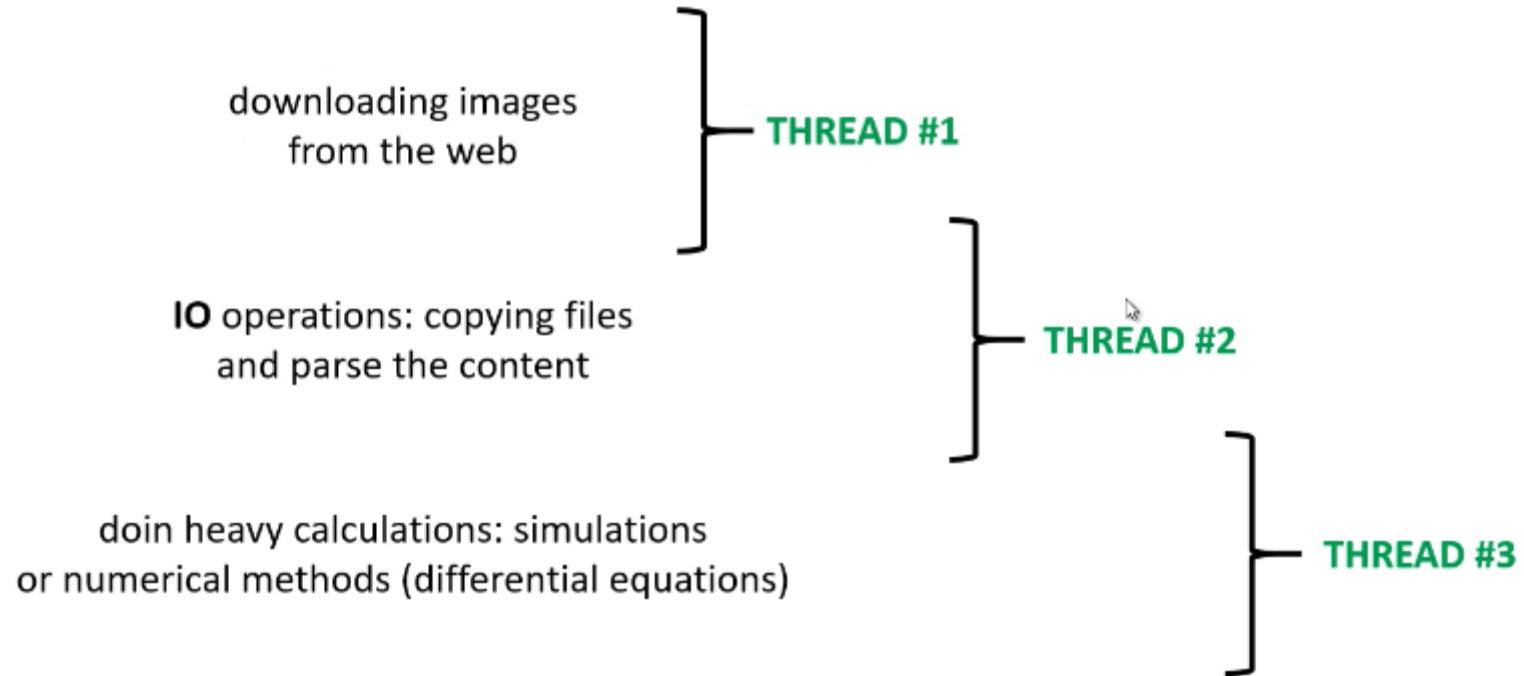 downloading images
from the web
THREAD #1
IO operations: copying files
and parse the content
THREAD #2
doin heavy calculations: simulations
or numerical methods (differential equations)
THREAD #3